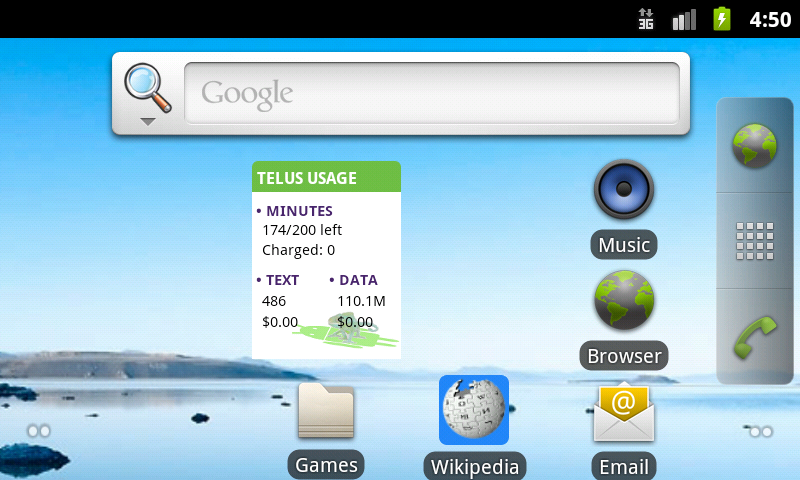 3G
4:50
Google
TELUS USAGE
• MINUTES
174/200 left
Charged: 0
• TEXT • DATA
486 110.1M
$0.00 $0.00
Music
Browser
@
Games Wikipedia Email